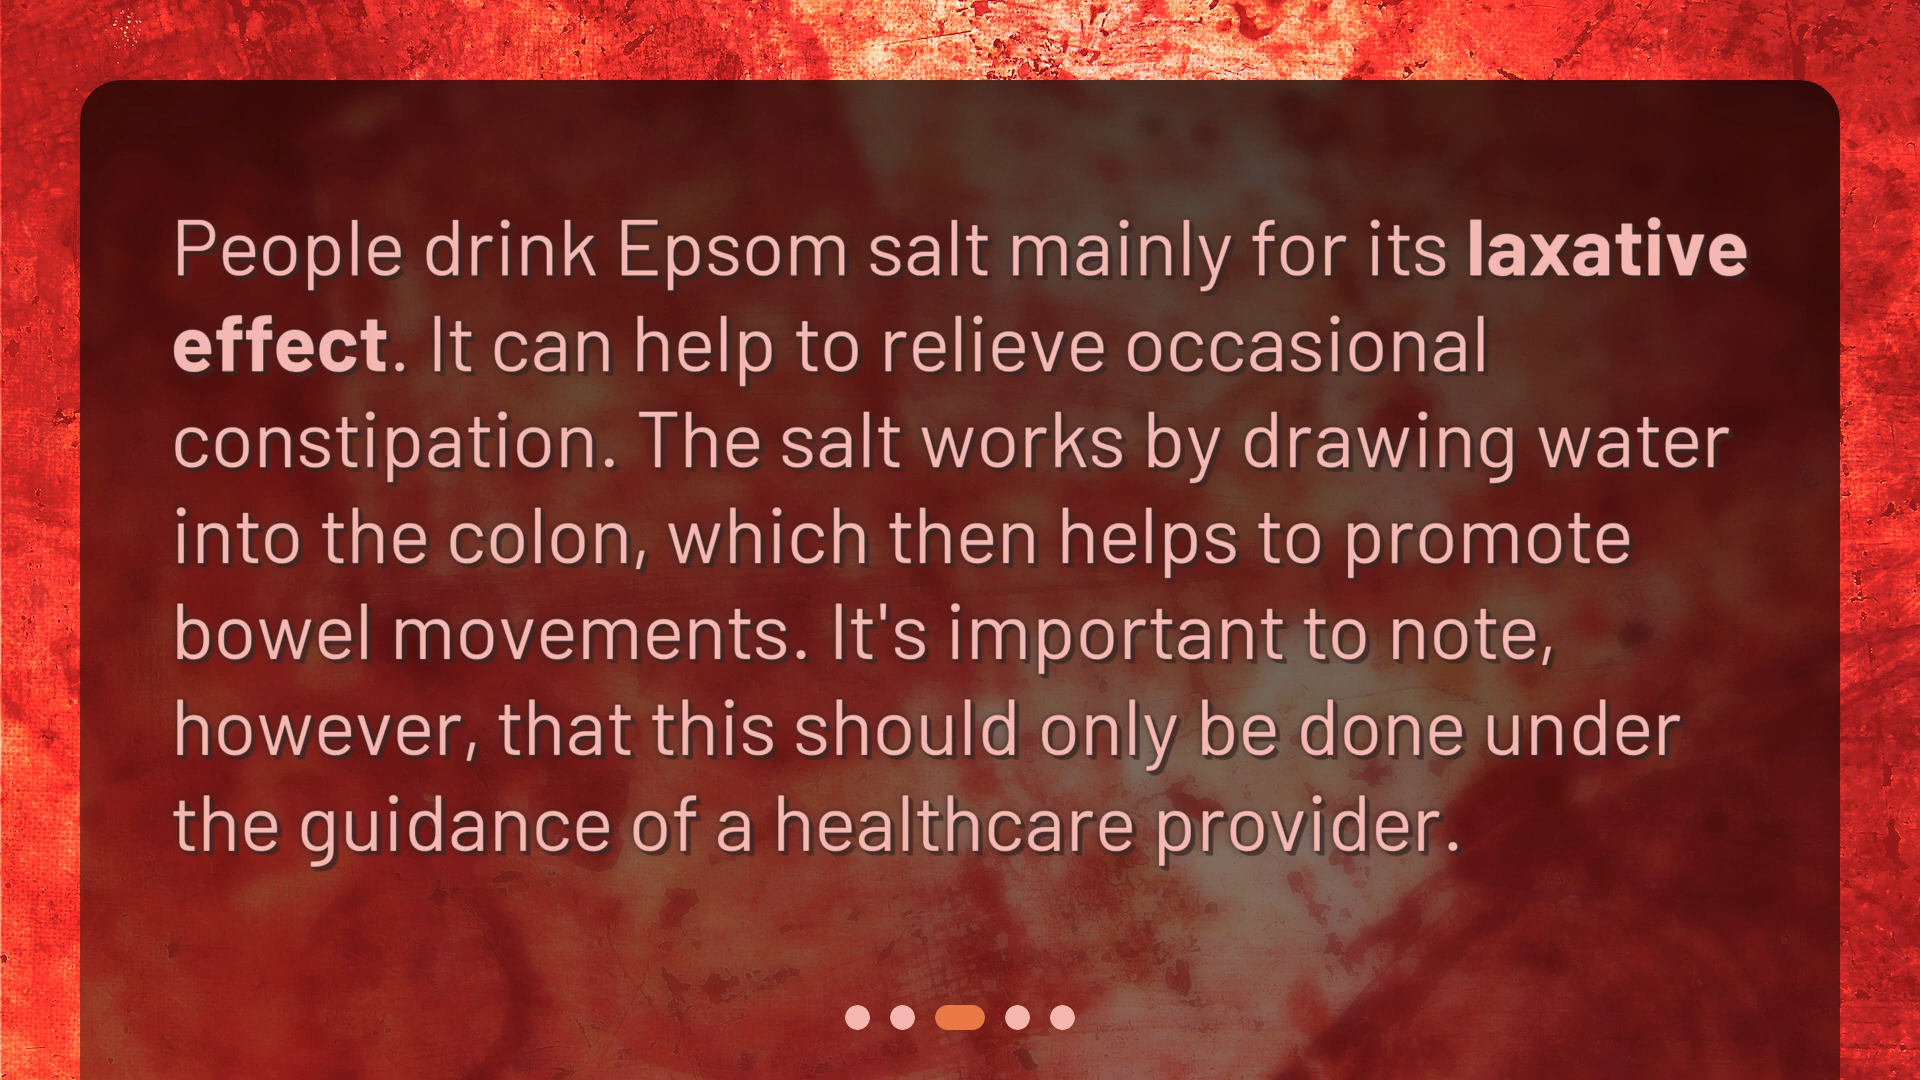 People drink Epsom salt mainly for its laxative
effect. It can help to relieve occasional
constipation. The salt works by drawing water
into the colon, which then helps to promote
bowel movements. It's important to note,
however, that this should only be done under
the guidance of a healthcare provider.